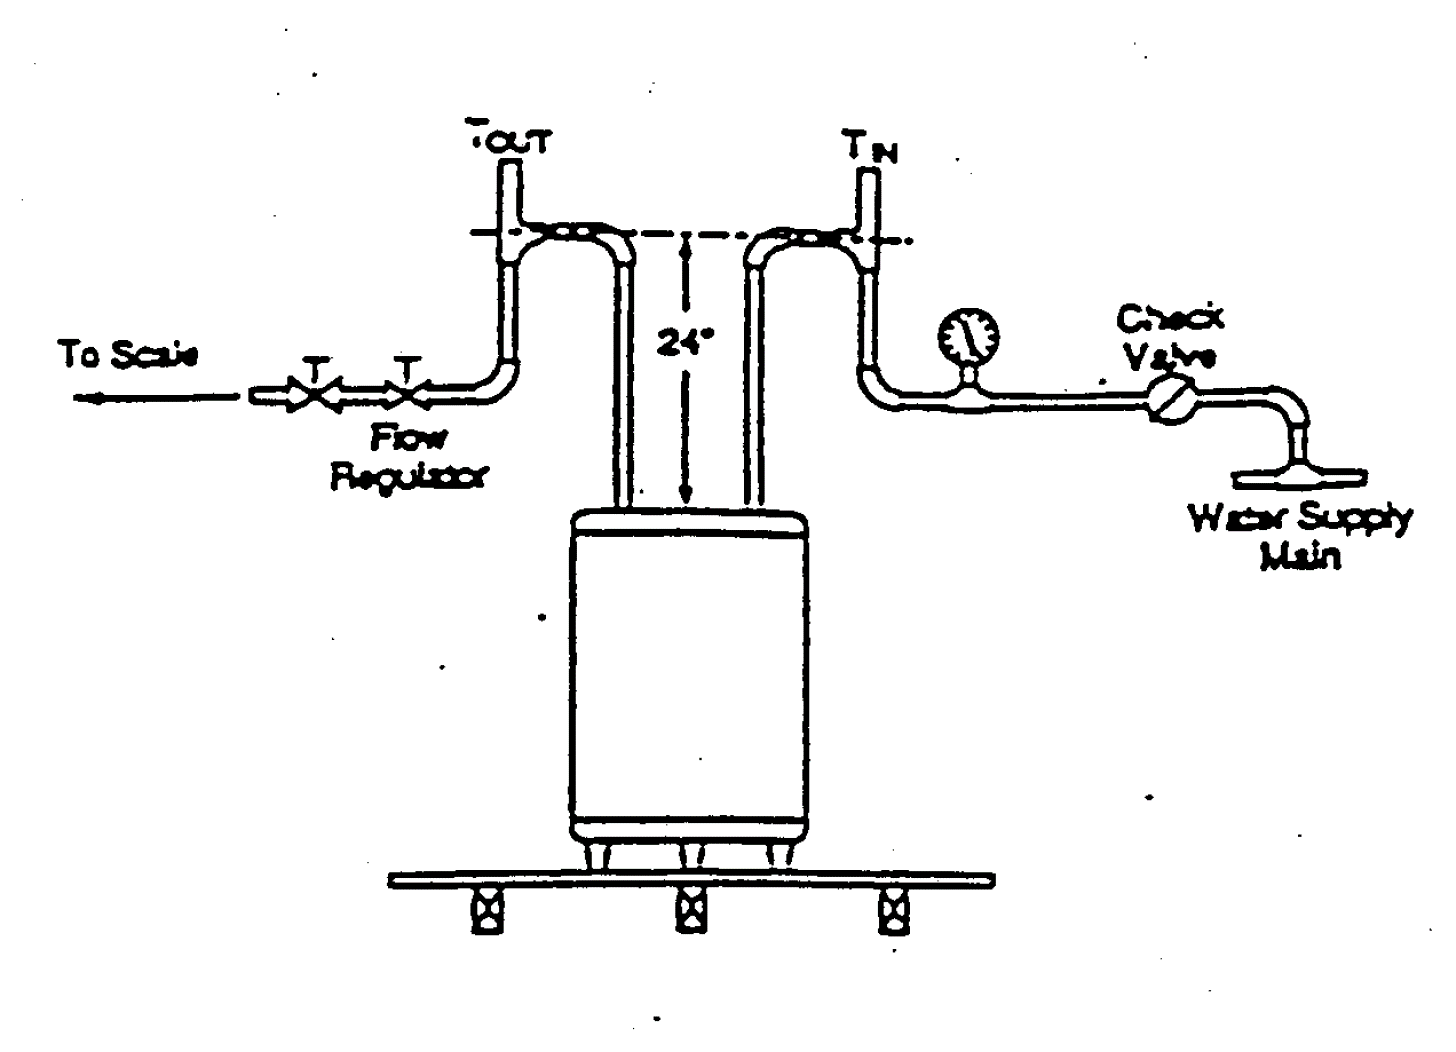 TOUT
TIN
24"
To Scale
T
T
Flow
Regulator
Check
Valve
Water Supply
Main